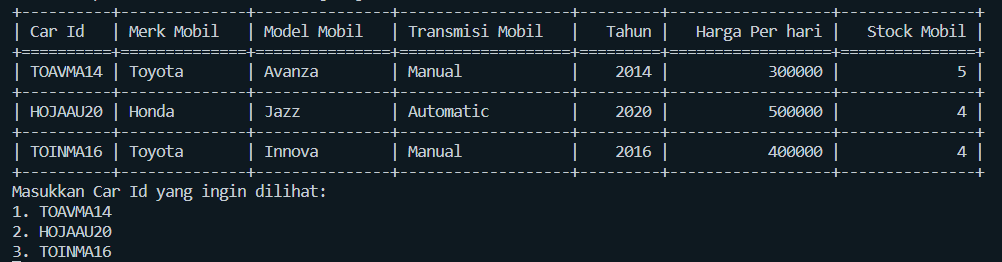 Car Id | Merk Mobil | Model Mobil | Transmisi Mobil | Tahun | Harga Per hari | Stock Mobil
TOAVMA14 | Toyota | Avanza | Manual | 2014 | 300000 | 5
HOJAAU20 | Honda | Jazz | Automatic | 2020 | 500000 | 4
TOINMA16 | Toyota | Innova | Manual | 2016 | 400000 | 4
Masukkan Car Id yang ingin dilihat:
1. TOAVMA14
2. HOJAAU20
3. TOINMA16